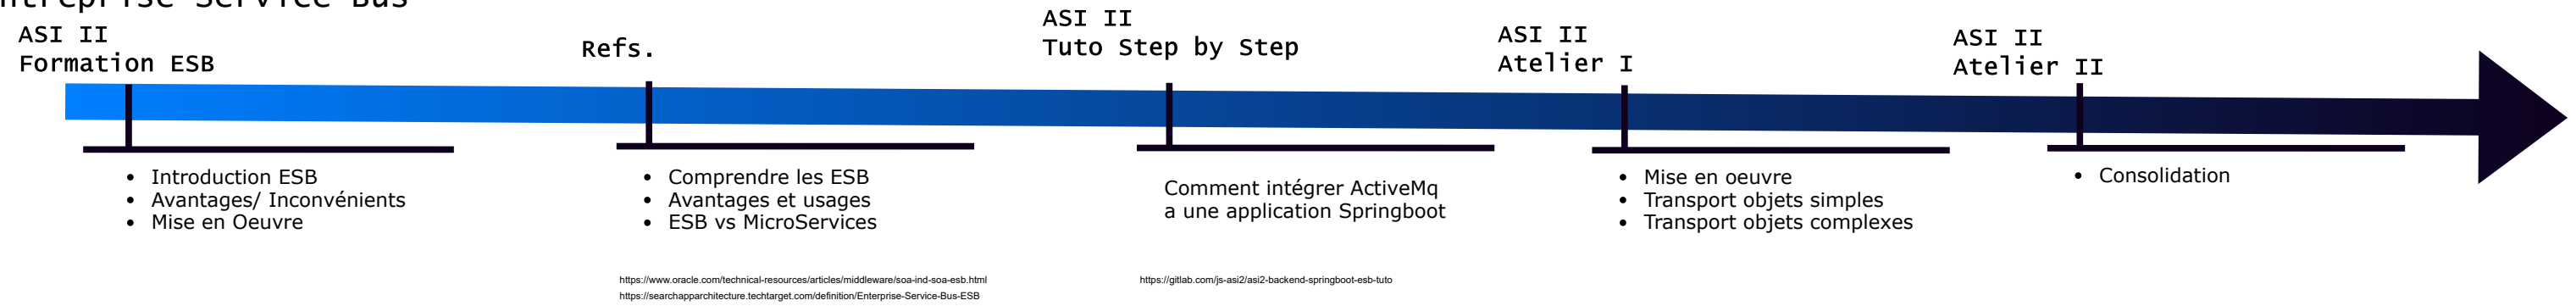 ntreprise Service Bus
ASI II
Formation ESB
• Introduction ESB
• Avantages/ Inconvénients
• Mise en Oeuvre
Refs.
• Comprendre les ESB
• Avantages et usages
• ESB vs MicroServices
https://www.oracle.com/technical-resources/articles/middleware/soa-ind-soa-esb.html
https://searchapparchitecture.techtarget.com/definition/Enterprise-Service-Bus-ESB
ASI II
Tuto Step by Step
Comment intégrer ActiveMq
a une application Springboot
https://gitlab.com/js-asi2/asi2-backend-springboot-esb-tuto
ASI II
Atelier I
• Mise en oeuvre
• Transport objets simples
• Transport objets complexes
ASI II
Atelier II
• Consolidation